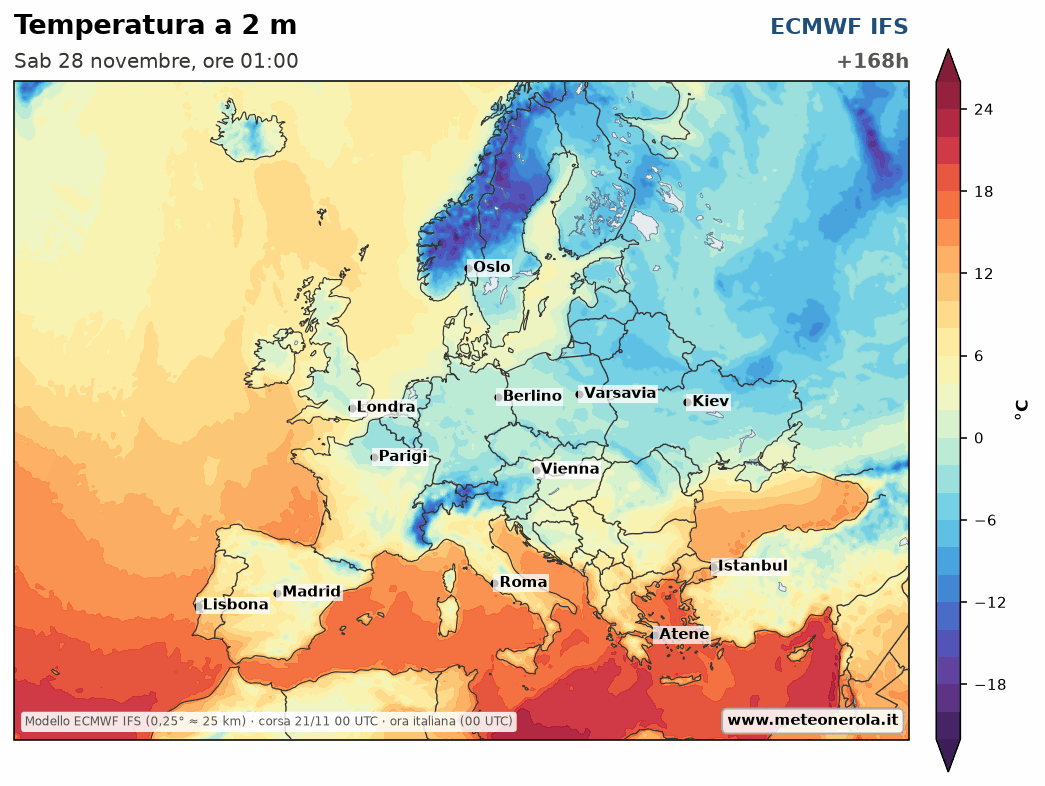 Temperatura a 2 m
ECMWF IFS
Sab 28 novembre, ore 01:00
+168h
24
18
12
6
0
−6
−12
−18
°C
Oslo
Londra
Berlino
Varsavia
Kiev
Parigi
Vienna
Istanbul
Roma
Madrid
Lisbona
Atene
Modello ECMWF IFS (0,25° ≈ 25 km) · corsa 21/11 00 UTC · ora italiana (00 UTC)
www.meteonerola.it